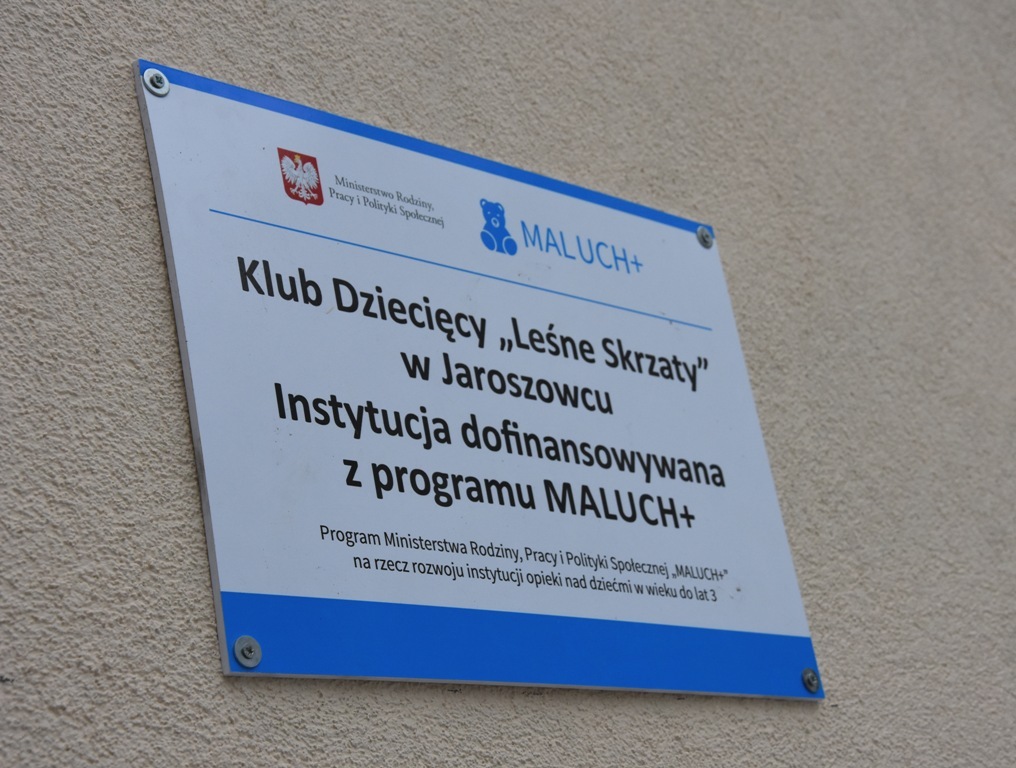 Ministerstwo Rodziny,
Pracy i Polityki Społecznej
MALUCH+
Klub Dziecięcy „Leśne Skrzaty”
w Jaroszowcu
Instytucja dofinansowywana
z programu MALUCH+
Program Ministerstwa Rodziny, Pracy i Polityki Społecznej „MALUCH+”
na rzecz rozwoju instytucji opieki nad dziećmi w wieku do lat 3